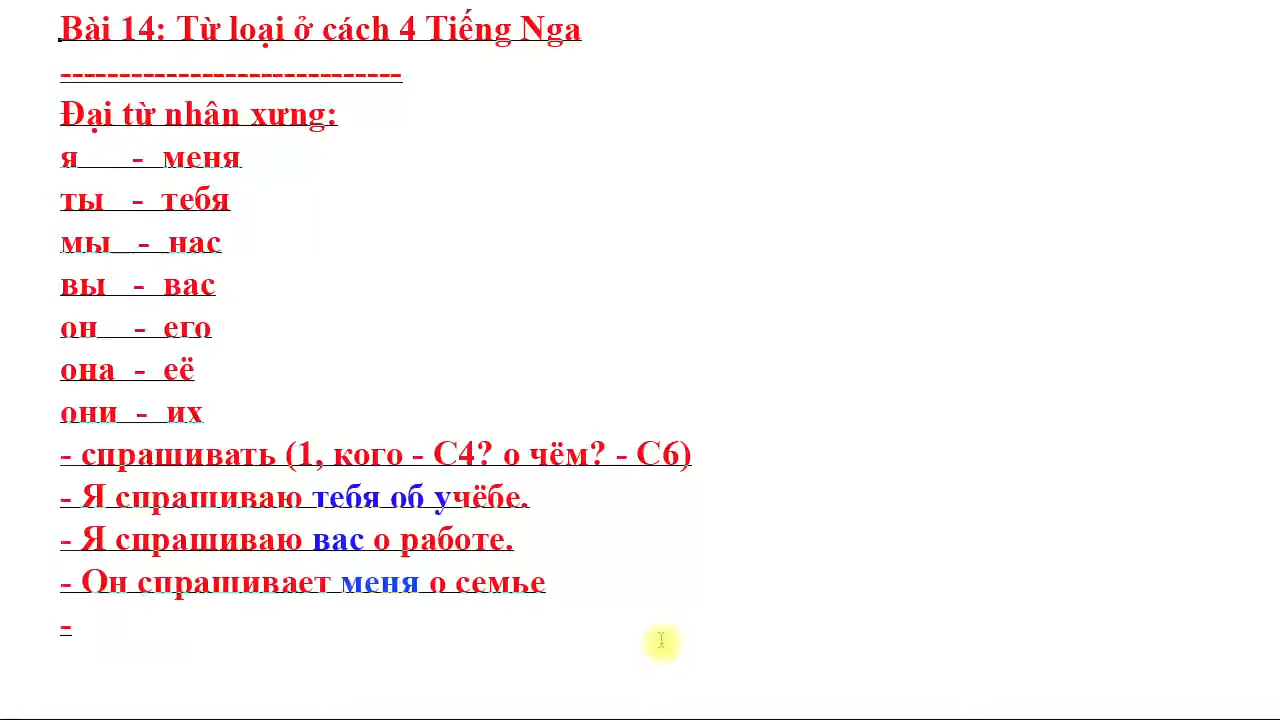 Bài 14: Từ loại ở cách 4 Tiếng Nga
-----------------------------
Đại từ nhân xưng:
я - меня
ты - тебя
мы - нас
вы - вас
он - его
она - её
они - их
- спрашивать (1, кого - C4? о чём? - C6)
- Я спрашиваю тебя об учёбе.
- Я спрашиваю вас о работе.
- Он спрашивает меня о семье
-